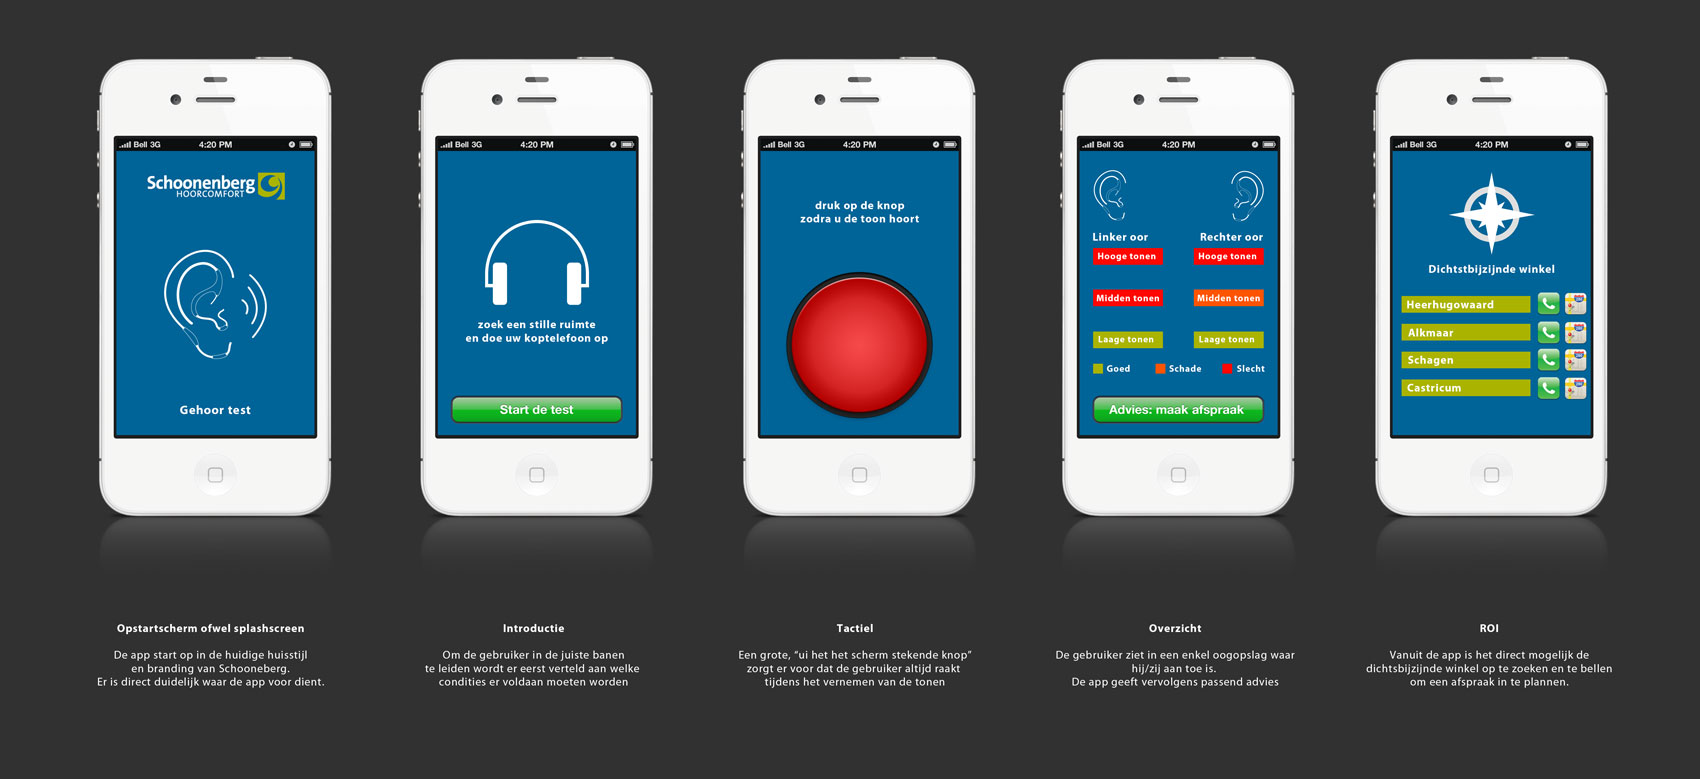 Bell 3G 4:20 PM
Schoonenberg
HOORCOMFORT
Gehoor test
Bell 3G 4:20 PM
zoek een stille ruimte
en doe uw koptelefoon op
Start de test
Bell 3G 4:20 PM
druk op de knop
zodra u de toon hoort
Bell 3G 4:20 PM
Linker oor Rechter oor
Hooge tonen Hooge tonen
Midden tonen Midden tonen
Laage tonen Laage tonen
Goed Schade Slecht
Advies: maak afspraak
Bell 3G 4:20 PM
Dichtstbijzijnde winkel
Heerhugowaard
Alkmaar
Schagen
Castricum
Opstartscherm ofwel splashscreen
De app start op in de huidige huisstijl
en branding van Schooneberg.
Er is direct duidelijk waar de app voor dient.
Introductie
Om de gebruiker in de juiste banen
te leiden wordt er eerst verteld aan welke
condities er voldaan moeten worden
Tactiel
Een grote, “ui het het scherm stekende knop”
zorgt er voor dat de gebruiker altijd raakt
tijdens het vernemen van de tonen
Overzicht
De gebruiker ziet in een enkel oogopslag waar
hij/zij aan toe is.
De app geeft vervolgens passend advies
ROI
Vanuit de app is het direct mogelijk de
dichtsbijzijnde winkel op te zoeken en te bellen
om een afspraak in te plannen.